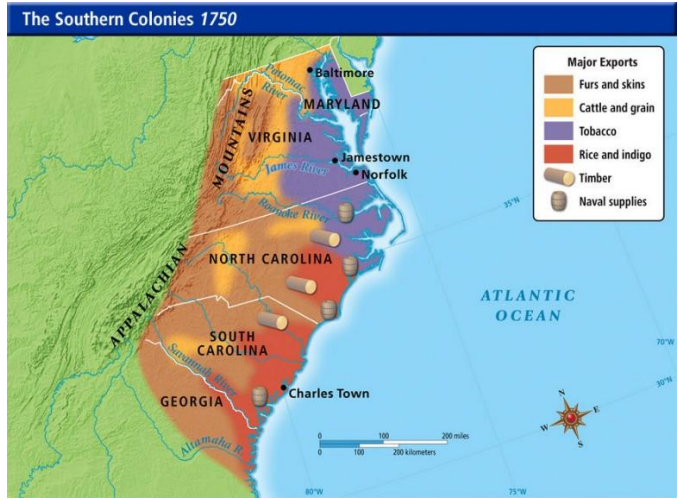 The Southern Colonies 1750
Major Exports
Furs and skins
Cattle and grain
Tobacco
Rice and indigo
Timber
Naval supplies
Potomac
River
Baltimore
MARYLAND
APPALACHIAN
MOUNTAINS
VIRGINIA
Jamestown
James River
Norfolk
Roanoke River
35°N
NORTH CAROLINA
ATLANTIC
OCEAN
SOUTH
CAROLINA
70°W
Savannah River
30°N
Charles Town
GEORGIA
N
E
W
S
Altamaha R.
0 100 200 miles
0 100 200 kilometers
80°W
75°W